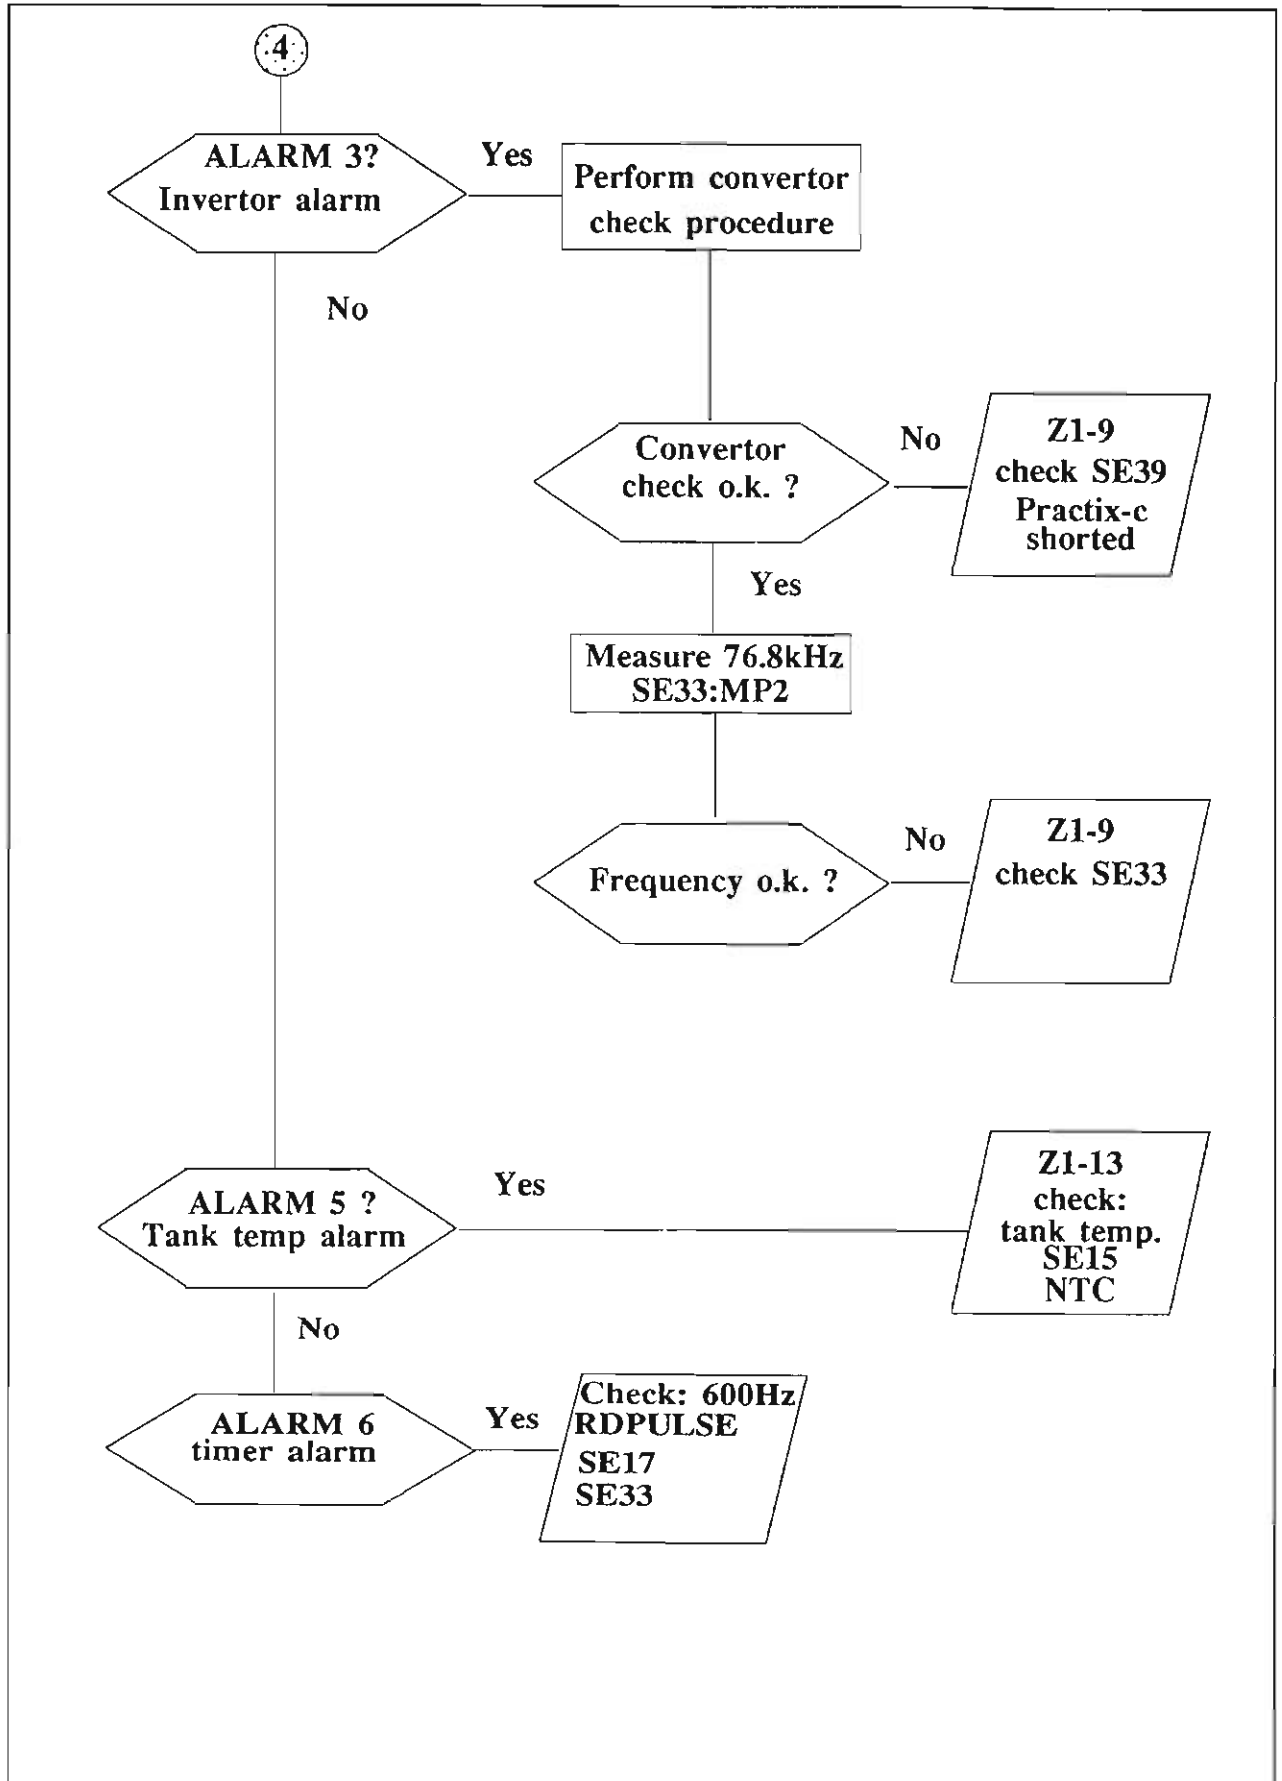 4
ALARM 3?
Invertor alarm
Yes
Perform convertor
check procedure
No
Convertor
check o.k. ?
No
Z1-9
check SE39
Practix-c
shorted
Yes
Measure 76.8kHz
SE33:MP2
Frequency o.k. ?
No
Z1-9
check SE33
ALARM 5 ?
Tank temp alarm
Yes
Z1-13
check:
tank temp.
SE15
NTC
No
ALARM 6
timer alarm
Yes
Check: 600Hz
RDPULSE
SE17
SE33